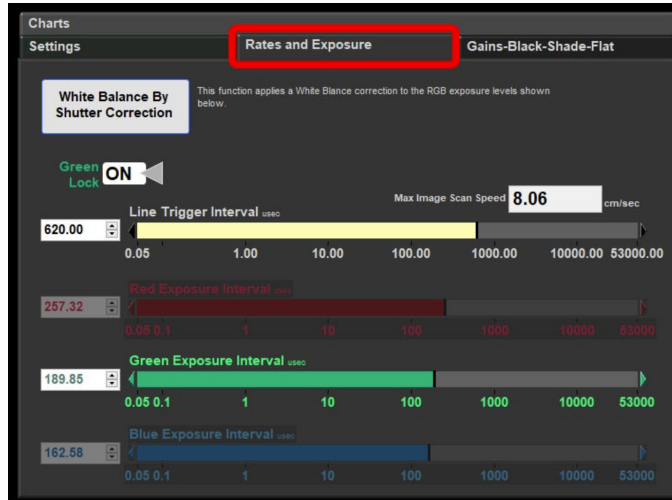 Charts
Settings Rates and Exposure Gains-Black-Shade-Flat
White Balance By
Shutter Correction
This function applies a White Blance correction to the RGB exposure levels shown
below.
Green
Lock
ON
Max Image Scan Speed 8.06 cm/sec
Line Trigger Interval usec
620.00
0.05 1.00 10.00 100.00 1000.00 10000.00 53000.00
Red Exposure Interval usec
257.32
0.05 0.1 1 10 100 1000 10000 53000
Green Exposure Interval usec
189.85
0.05 0.1 1 10 100 1000 10000 53000
Blue Exposure Interval usec
162.58
0.05 0.1 1 10 100 1000 10000 53000